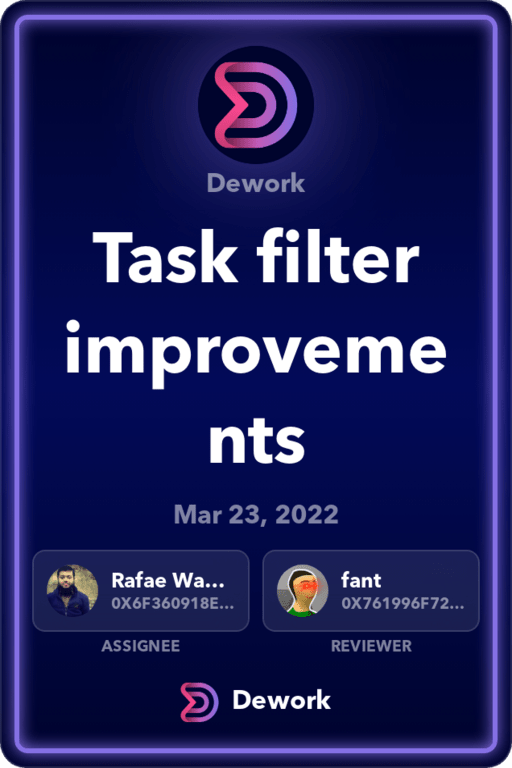 Dework
Task filter
improveme
nts
Mar 23, 2022
Rafae Wa...
0X6F360918E...
ASSIGNEE
fant
0X761996F72...
REVIEWER
Dework